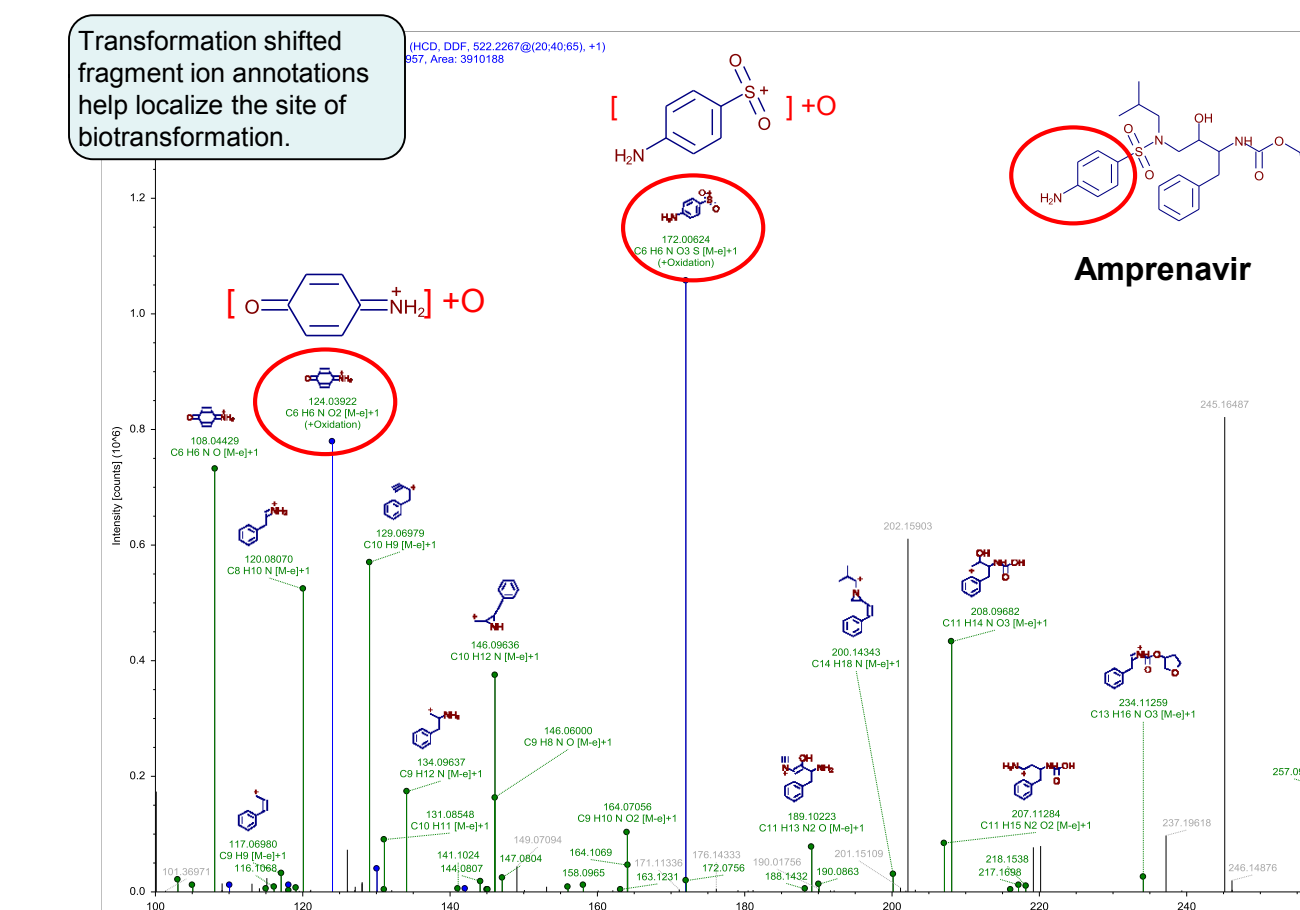 Transformation shifted
fragment ion annotations
help localize the site of
biotransformation.
(HCD, DDF, 522.2267@(20;40;65), +1)
957, Area: 3910188
[ ] +O
O
S
+
O
H₂N
OH
O
S
N
NH
O
O
O
H₂N
Amprenavir
172.00624
C6 H6 N O3 S [M-e]+1
(+Oxidation)
[ O NH₂ + ] +O
124.03922
C6 H6 N O2 [M-e]+1
(+Oxidation)
108.04429
C6 H6 N O [M-e]+1
120.08070
C8 H10 N [M-e]+1
129.06979
C10 H9 [M-e]+1
146.09636
C10 H12 N [M-e]+1
134.09637
C9 H12 N [M-e]+1
146.06000
C9 H8 N O [M-e]+1
117.06980
C9 H9 [M-e]+1
116.1068
131.08548
C10 H11 [M-e]+1
101.36971
141.1024
144.0807
147.0804
149.07094
158.0965
164.07056
C9 H10 N O2 [M-e]+1
164.1069
163.1231
171.11336
172.0756
176.14333
189.10223
C11 H13 N2 O [M-e]+1
190.01756
188.1432
190.0863
200.14343
C14 H18 N [M-e]+1
201.15109
202.15903
208.09682
C11 H14 N O3 [M-e]+1
207.11284
C11 H15 N2 O2 [M-e]+1
218.1538
217.1698
234.11259
C13 H16 N O3 [M-e]+1
237.19618
245.16487
246.14876
257.09
Intensity [counts] (10^6)
1.2
1.0
0.8
0.6
0.4
0.2
0.0
100
120
140
160
180
200
220
240